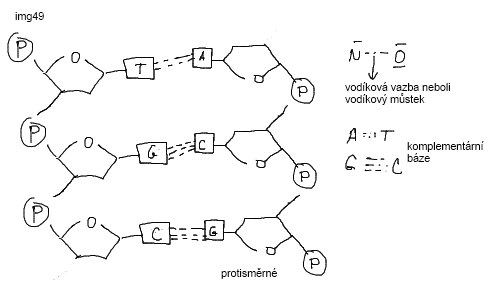 img49
P O T A O P
P O G C O P
P O C G O P
N O
vodíková vazba neboli
vodíkový můstek
A T
G C
komplementární
báze
protisměrné